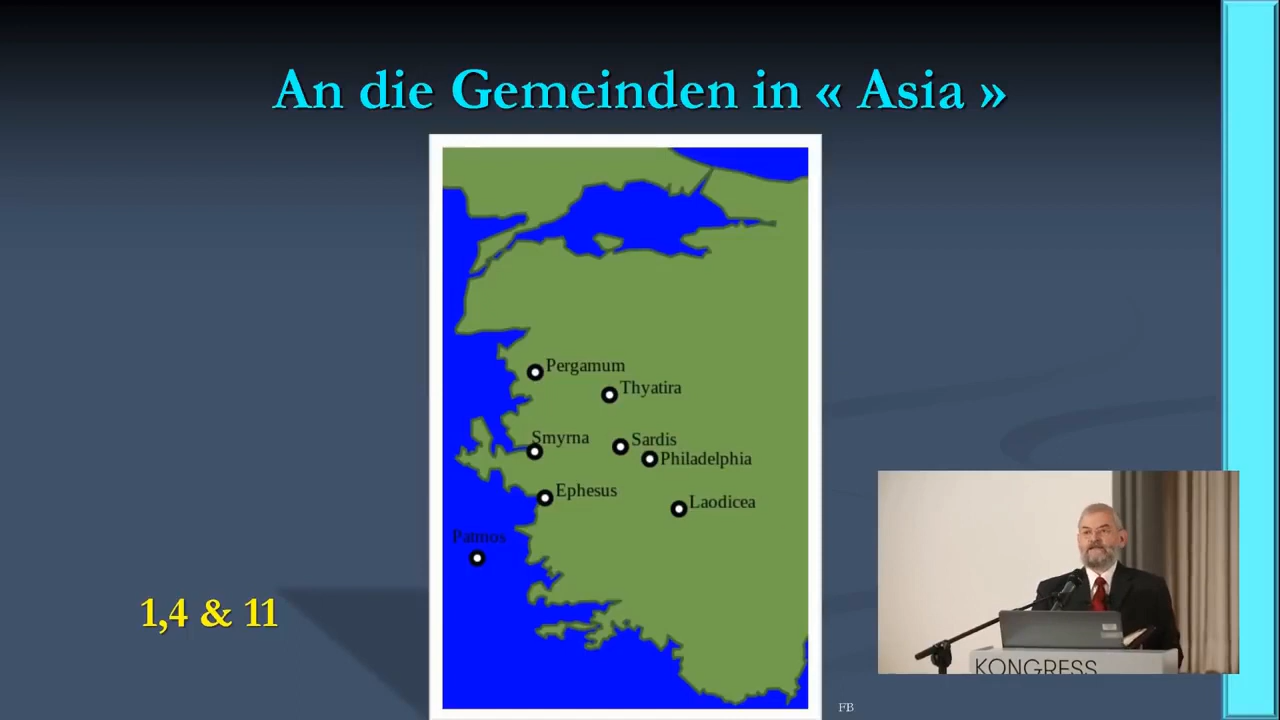 An die Gemeinden in « Asia »
Pergamum
Thyatira
Smyrna
Sardis
Philadelphia
Ephesus
Laodicea
Patmos
1,4 & 11
KONGRESS
FB